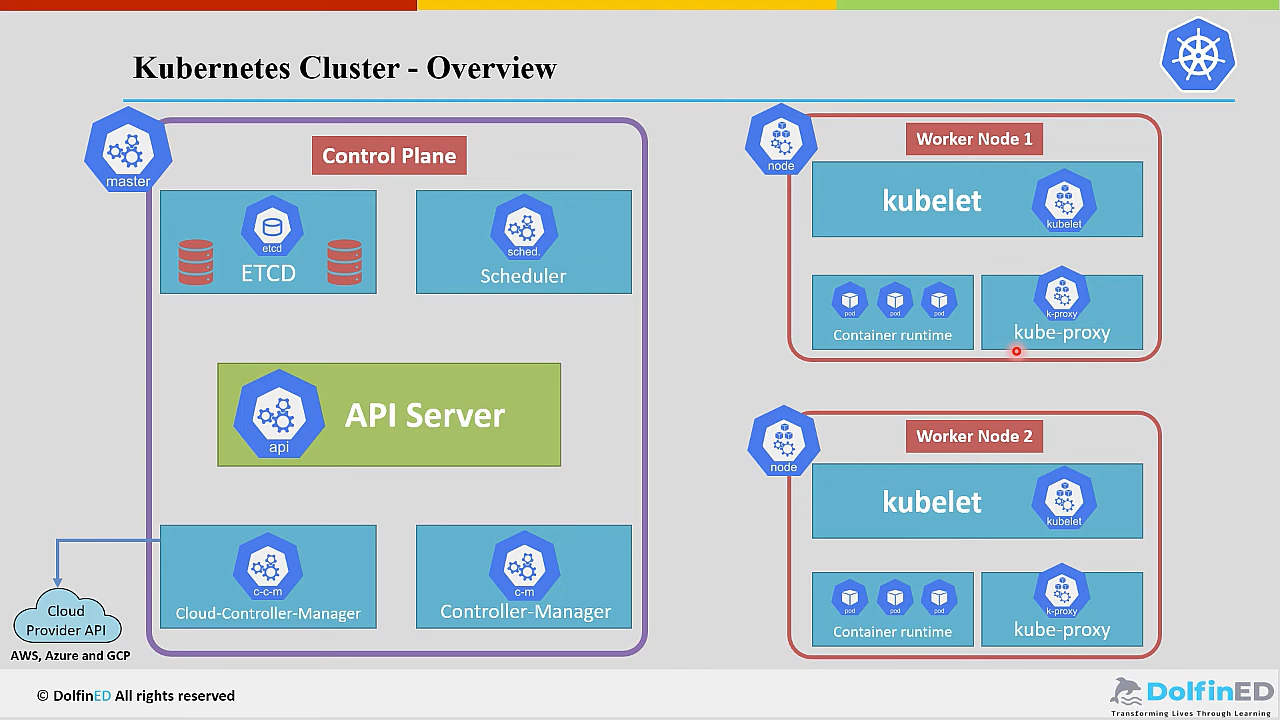 Kubernetes Cluster - Overview
master
Control Plane
etcd
ETCD
sched.
Scheduler
api
API Server
c-c-m
Cloud-Controller-Manager
c-m
Controller-Manager
Cloud
Provider API
AWS, Azure and GCP
node
Worker Node 1
kubelet
kubelet
pod
pod
pod
Container runtime
k-proxy
kube-proxy
node
Worker Node 2
kubelet
kubelet
pod
pod
pod
Container runtime
k-proxy
kube-proxy
© DolfinED All rights reserved
DolfinED
Transforming Lives Through Learning